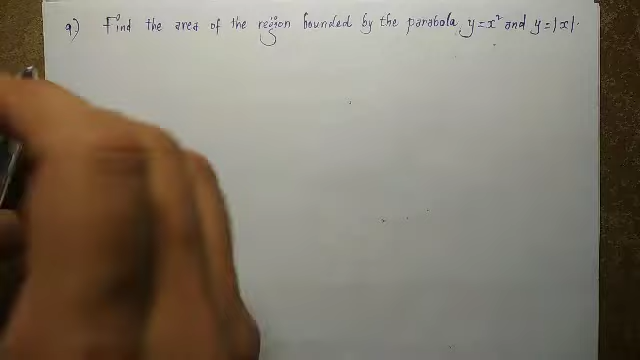 9) Find the area of the region bounded by the parabola y = x² and y = |x|.